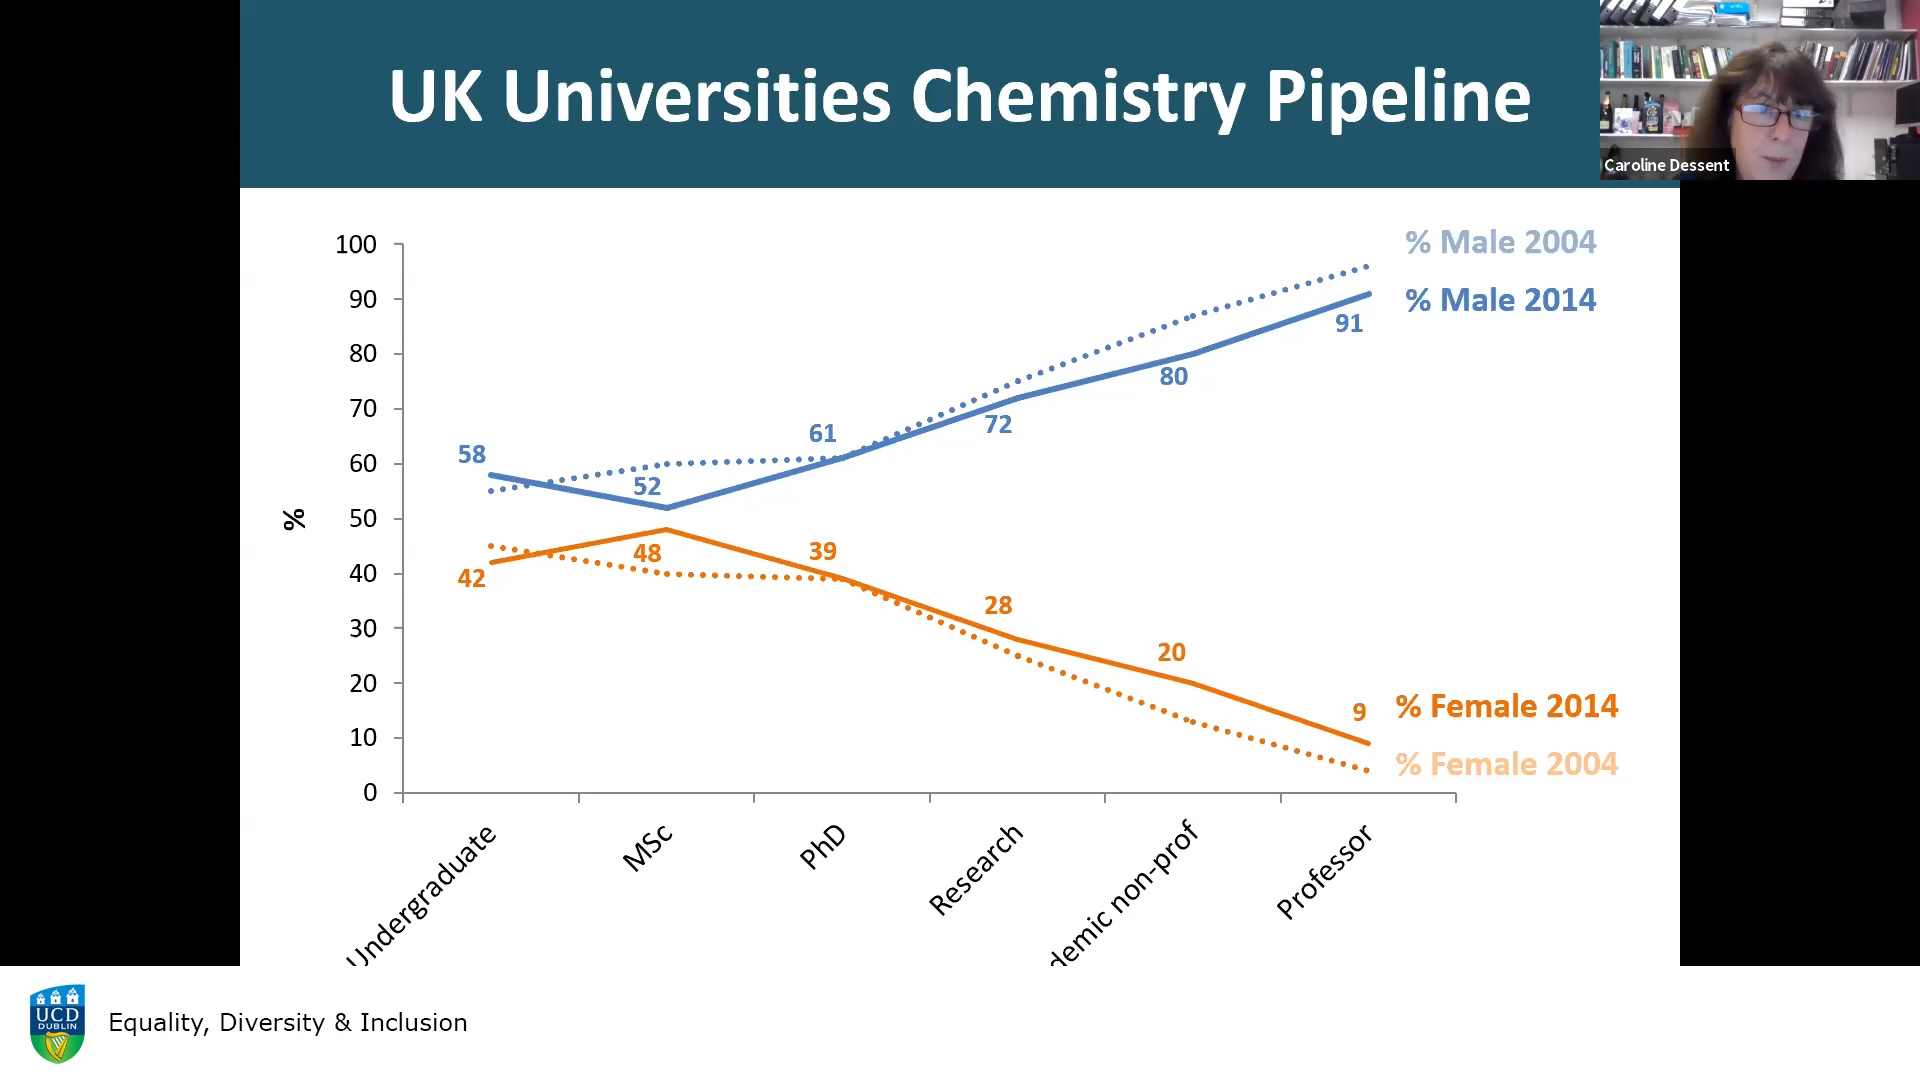 UK Universities Chemistry Pipeline
Caroline Dessent
% Male 2004
% Male 2014
% Female 2014
% Female 2004
100
90
80
70
60
50
40
30
20
10
0
%
58
52
61
72
80
91
42
48
39
28
20
9
Undergraduate
MSc
PhD
Research
demic non-prof
Professor
UCD
DUBLIN
Equality, Diversity & Inclusion